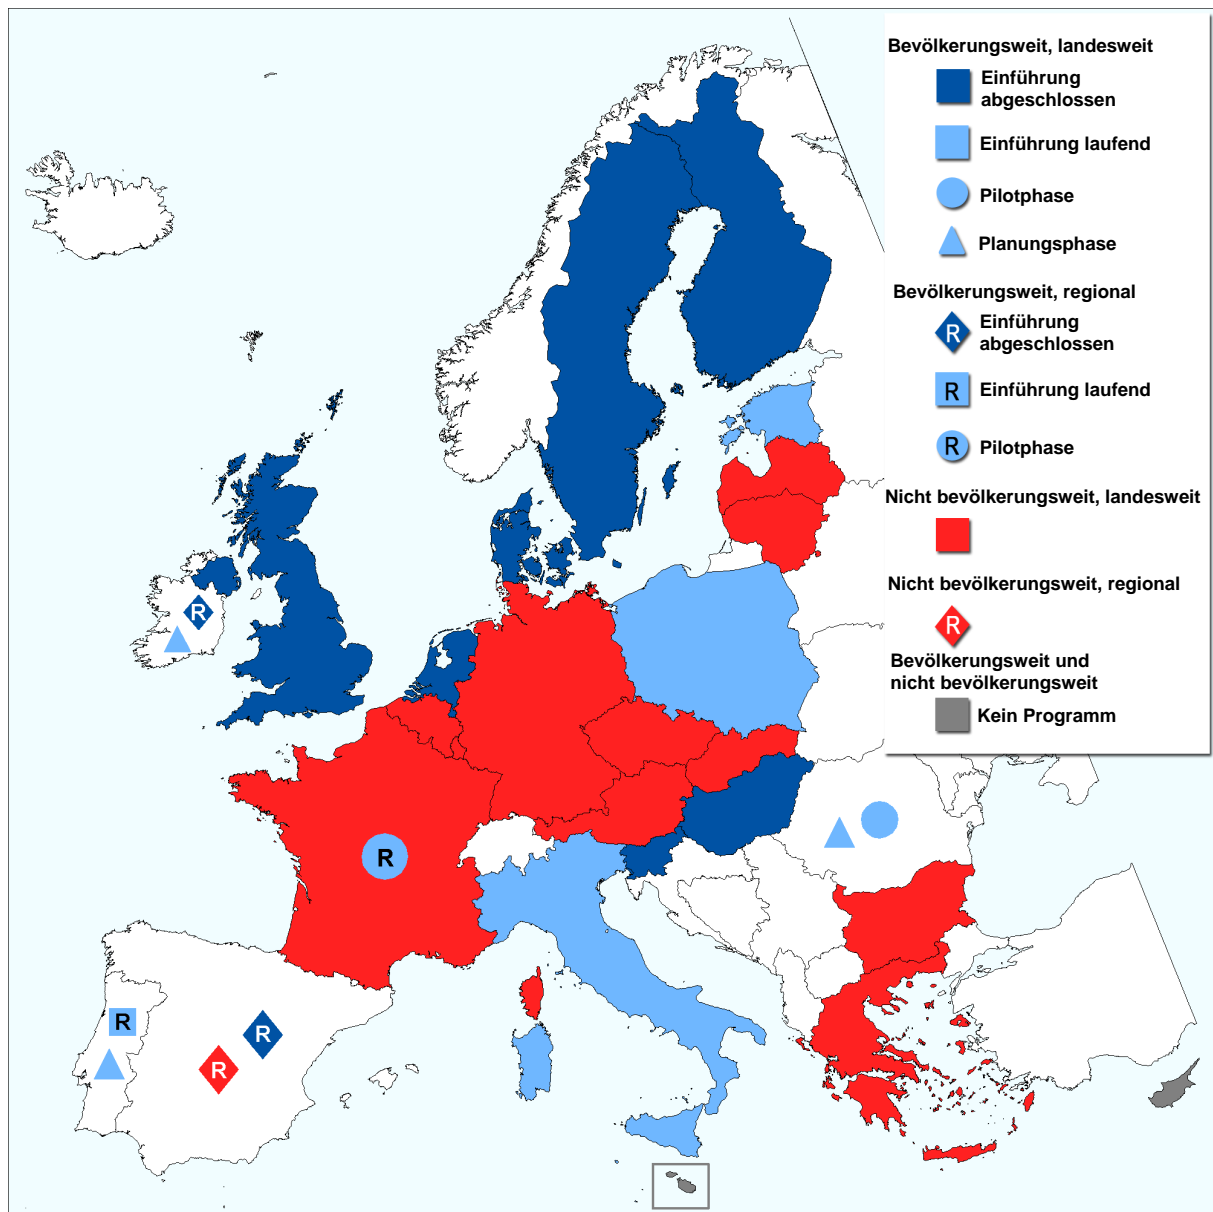 Bevölkerungsweit, landesweit
Einführung
abgeschlossen
Einführung laufend
Pilotphase
Planungsphase
Bevölkerungsweit, regional
R Einführung
abgeschlossen
R Einführung laufend
R Pilotphase
Nicht bevölkerungsweit, landesweit
Nicht bevölkerungsweit, regional
R
Bevölkerungsweit und
nicht bevölkerungsweit
Kein Programm
R
R
R
R
R